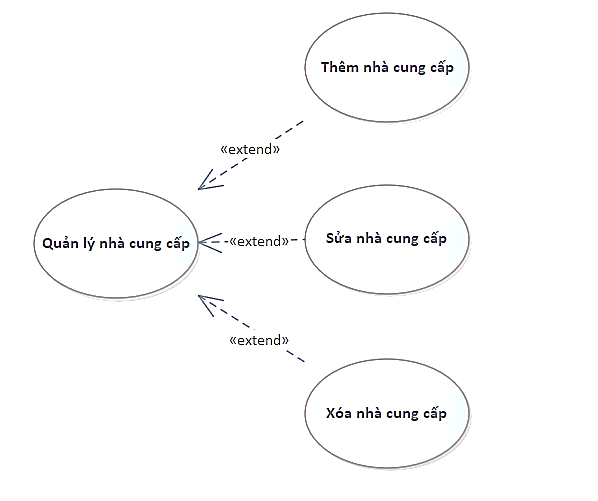 Thêm nhà cung cấp
«extend»
Quản lý nhà cung cấp
«extend»
Sửa nhà cung cấp
«extend»
Xóa nhà cung cấp